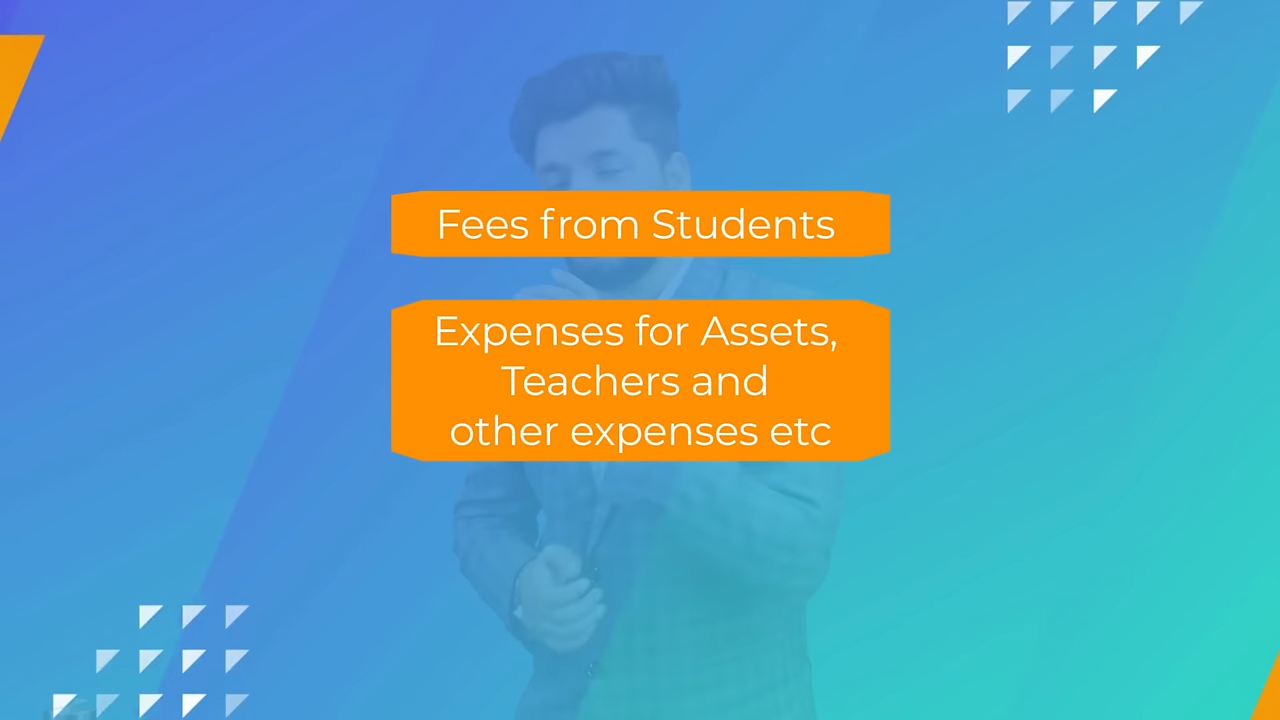 Fees from Students
Expenses for Assets,
Teachers and
other expenses etc